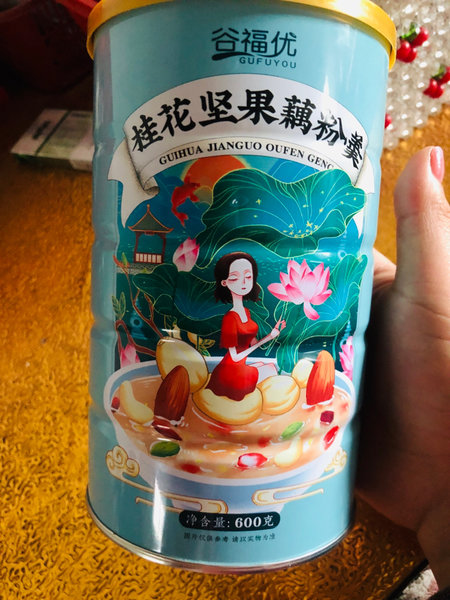 谷福优
GUFUYOU
桂花坚果藕粉羹
GUIHUA JIANGUO OUFEN GENG
净含量: 600克
图片仅供参考 请以实物为准